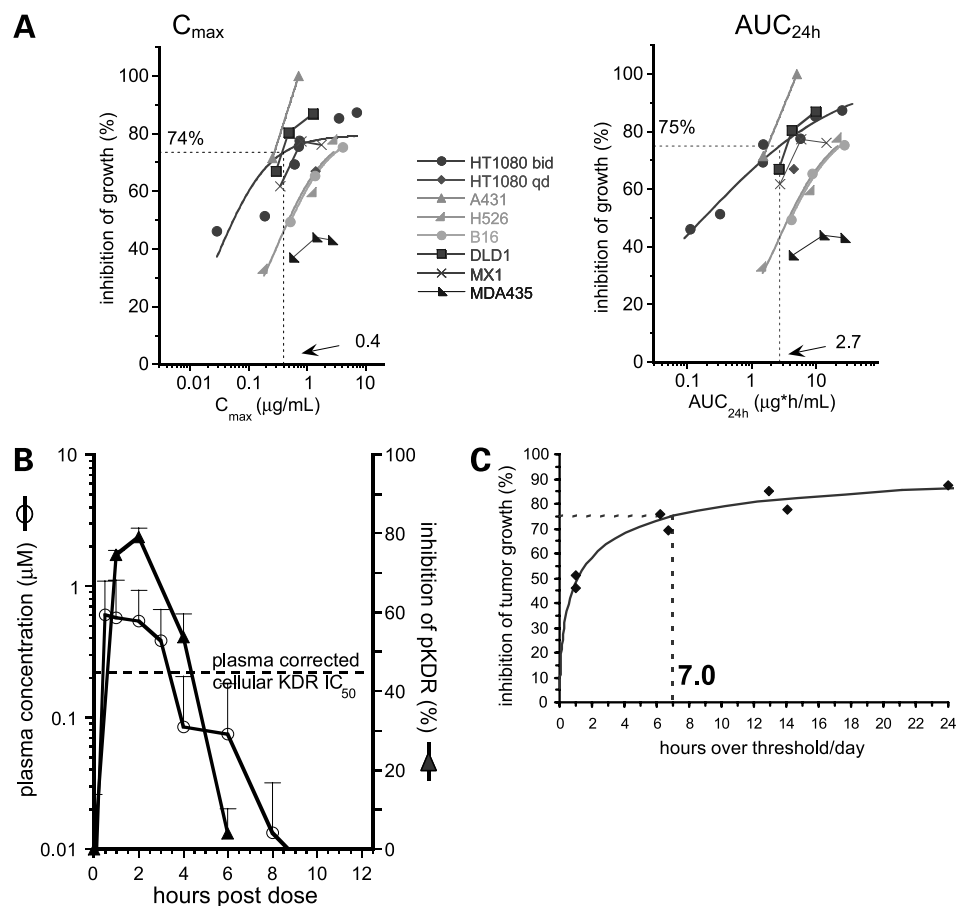 A
Cmax
AUC24h
inhibition of growth (%)
100
80
60
40
20
0
74%
0.4
0.01
0.1
1
10
Cmax (µg/mL)
HT1080 bid
HT1080 qd
A431
H526
B16
DLD1
MX1
MDA435
inhibition of growth (%)
100
80
60
40
20
0
75%
2.7
0.1
1
10
AUC24h (µg*h/mL)
B
plasma concentration (µM)
10
1
0.1
0.01
plasma corrected
cellular KDR IC50
100
80
60
40
20
0
inhibition of pKDR (%)
0
2
4
6
8
10
12
hours post dose
C
inhibition of tumor growth (%)
100
90
80
70
60
50
40
30
20
10
0
7.0
0
2
4
6
8
10
12
14
16
18
20
22
24
hours over threshold/day